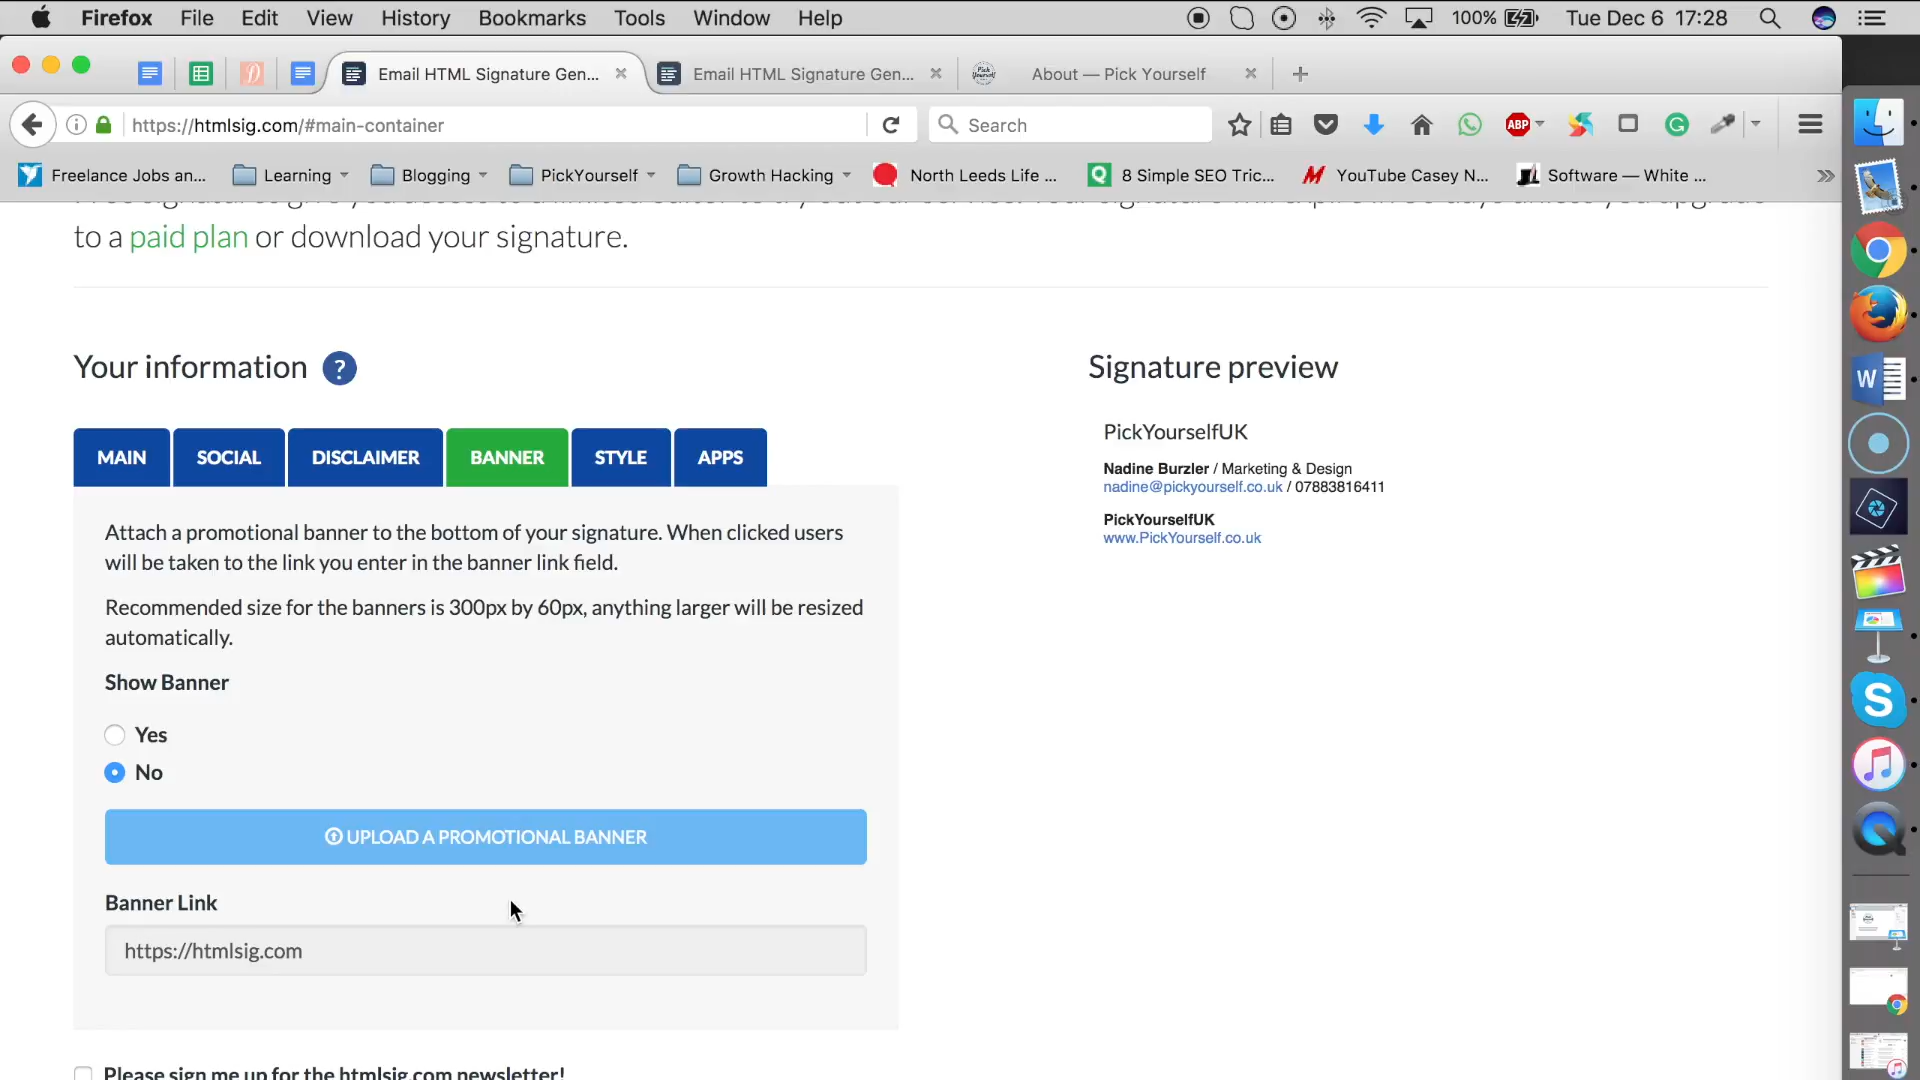 Firefox File Edit View History Bookmarks Tools Window Help 100% Tue Dec 6 17:28
Email HTML Signature Gen... Email HTML Signature Gen... About — Pick Yourself
https://htmlsig.com/#main-container Search ABP
Freelance Jobs an... Learning Blogging PickYourself Growth Hacking North Leeds Life ... 8 Simple SEO Tric... YouTube Casey N... Software — White ...
to a paid plan or download your signature.
Your information ?
Signature preview
MAIN SOCIAL DISCLAIMER BANNER STYLE APPS
PickYourselfUK
Nadine Burzler / Marketing & Design
nadine@pickyourself.co.uk / 07883816411
PickYourselfUK
www.PickYourself.co.uk
Attach a promotional banner to the bottom of your signature. When clicked users
will be taken to the link you enter in the banner link field.
Recommended size for the banners is 300px by 60px, anything larger will be resized
automatically.
Show Banner
Yes
No
UPLOAD A PROMOTIONAL BANNER
Banner Link
https://htmlsig.com
Please sign me up for the htmlsig.com newsletter!